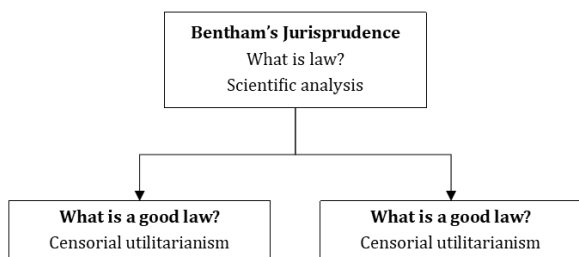 Bentham’s Jurisprudence
What is law?
Scientific analysis
What is a good law?
Censorial utilitarianism
What is a good law?
Censorial utilitarianism